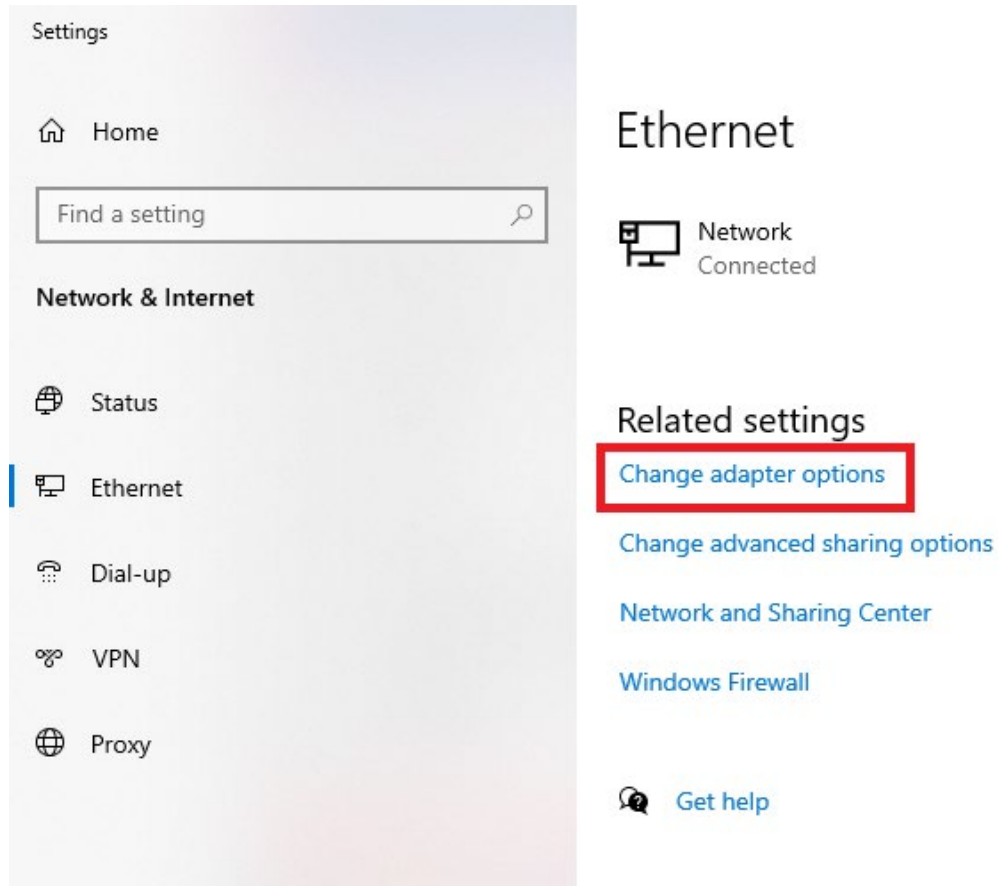 Settings
Home
Find a setting
Network & Internet
Status
Ethernet
Dial-up
VPN
Proxy
Ethernet
Network
Connected
Related settings
Change adapter options
Change advanced sharing options
Network and Sharing Center
Windows Firewall
Get help